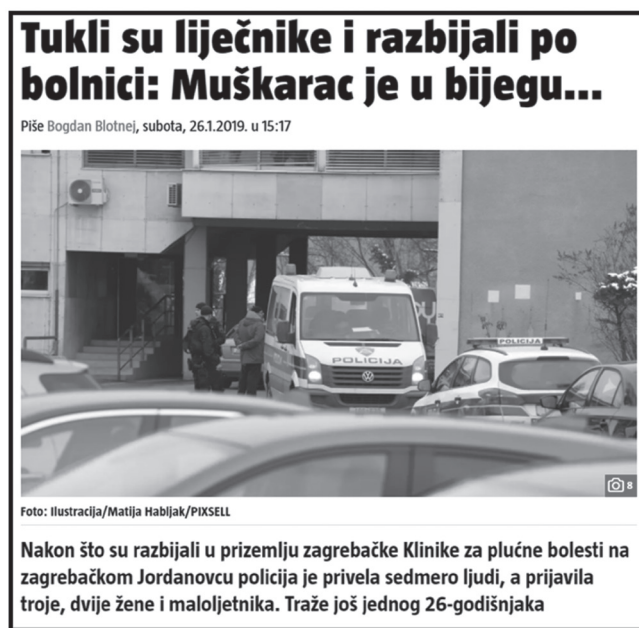 Tukli su liječnike i razbijali po
bolnici: Muškarac je u bijegu...
Piše Bogdan Blotnej, subota, 26.1.2019. u 15:17
POLICIJA
POLICIJA
8
Foto: Ilustracija/Matija Habljak/PIXSELL
Nakon što su razbijali u prizemlju zagrebačke Klinike za plućne bolesti na
zagrebačkom Jordanovcu policija je privela sedmero ljudi, a prijavila
troje, dvije žene i maloljetnika. Traže još jednog 26-godišnjaka